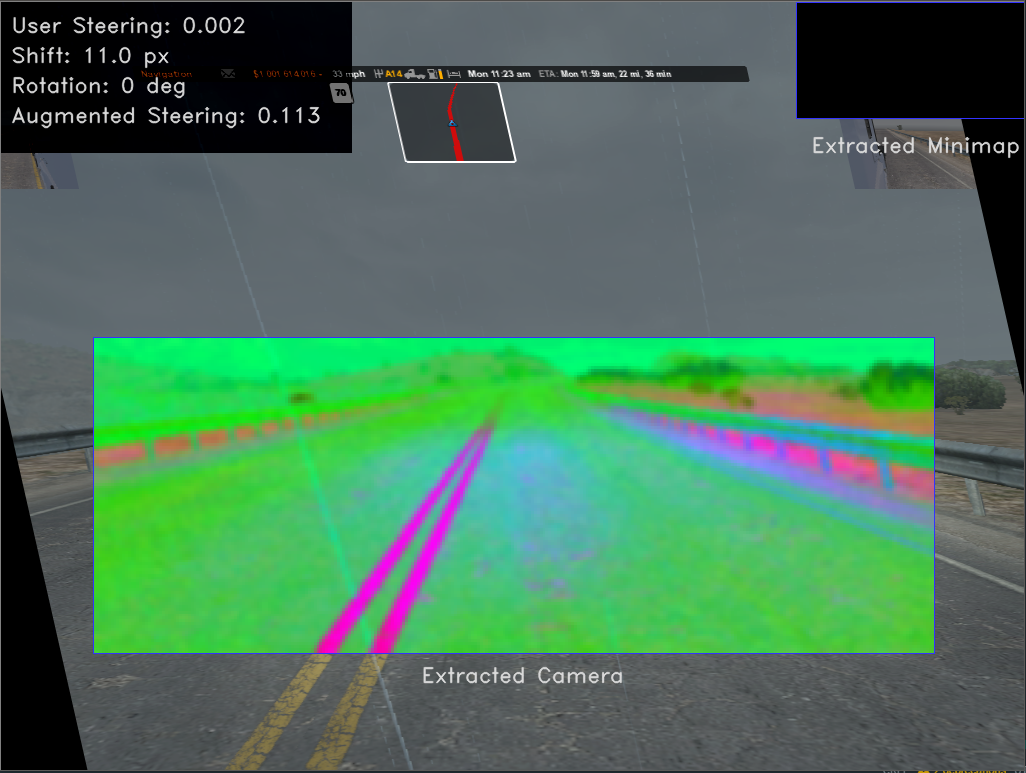 User Steering: 0.002
Shift: 11.0 px
Rotation: 0 deg
Augmented Steering: 0.113
Navigation
33 mph A14 Mon 11:23 am ETA: Mon 11:59 am, 22 mi, 36 min
70
Extracted Minimap
Extracted Camera